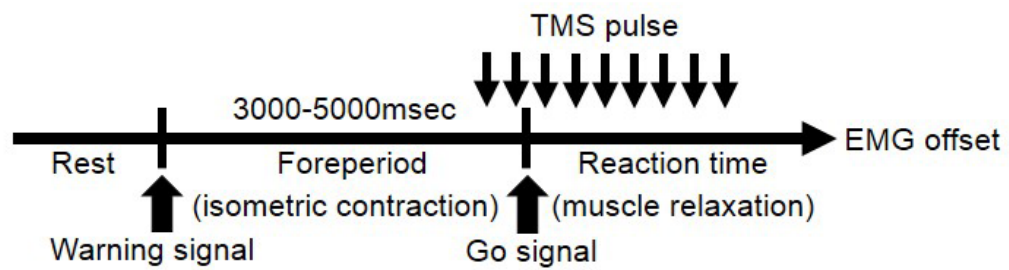 TMS pulse
3000-5000msec
EMG offset
Rest
Foreperiod
Reaction time
(isometric contraction)
(muscle relaxation)
Warning signal
Go signal